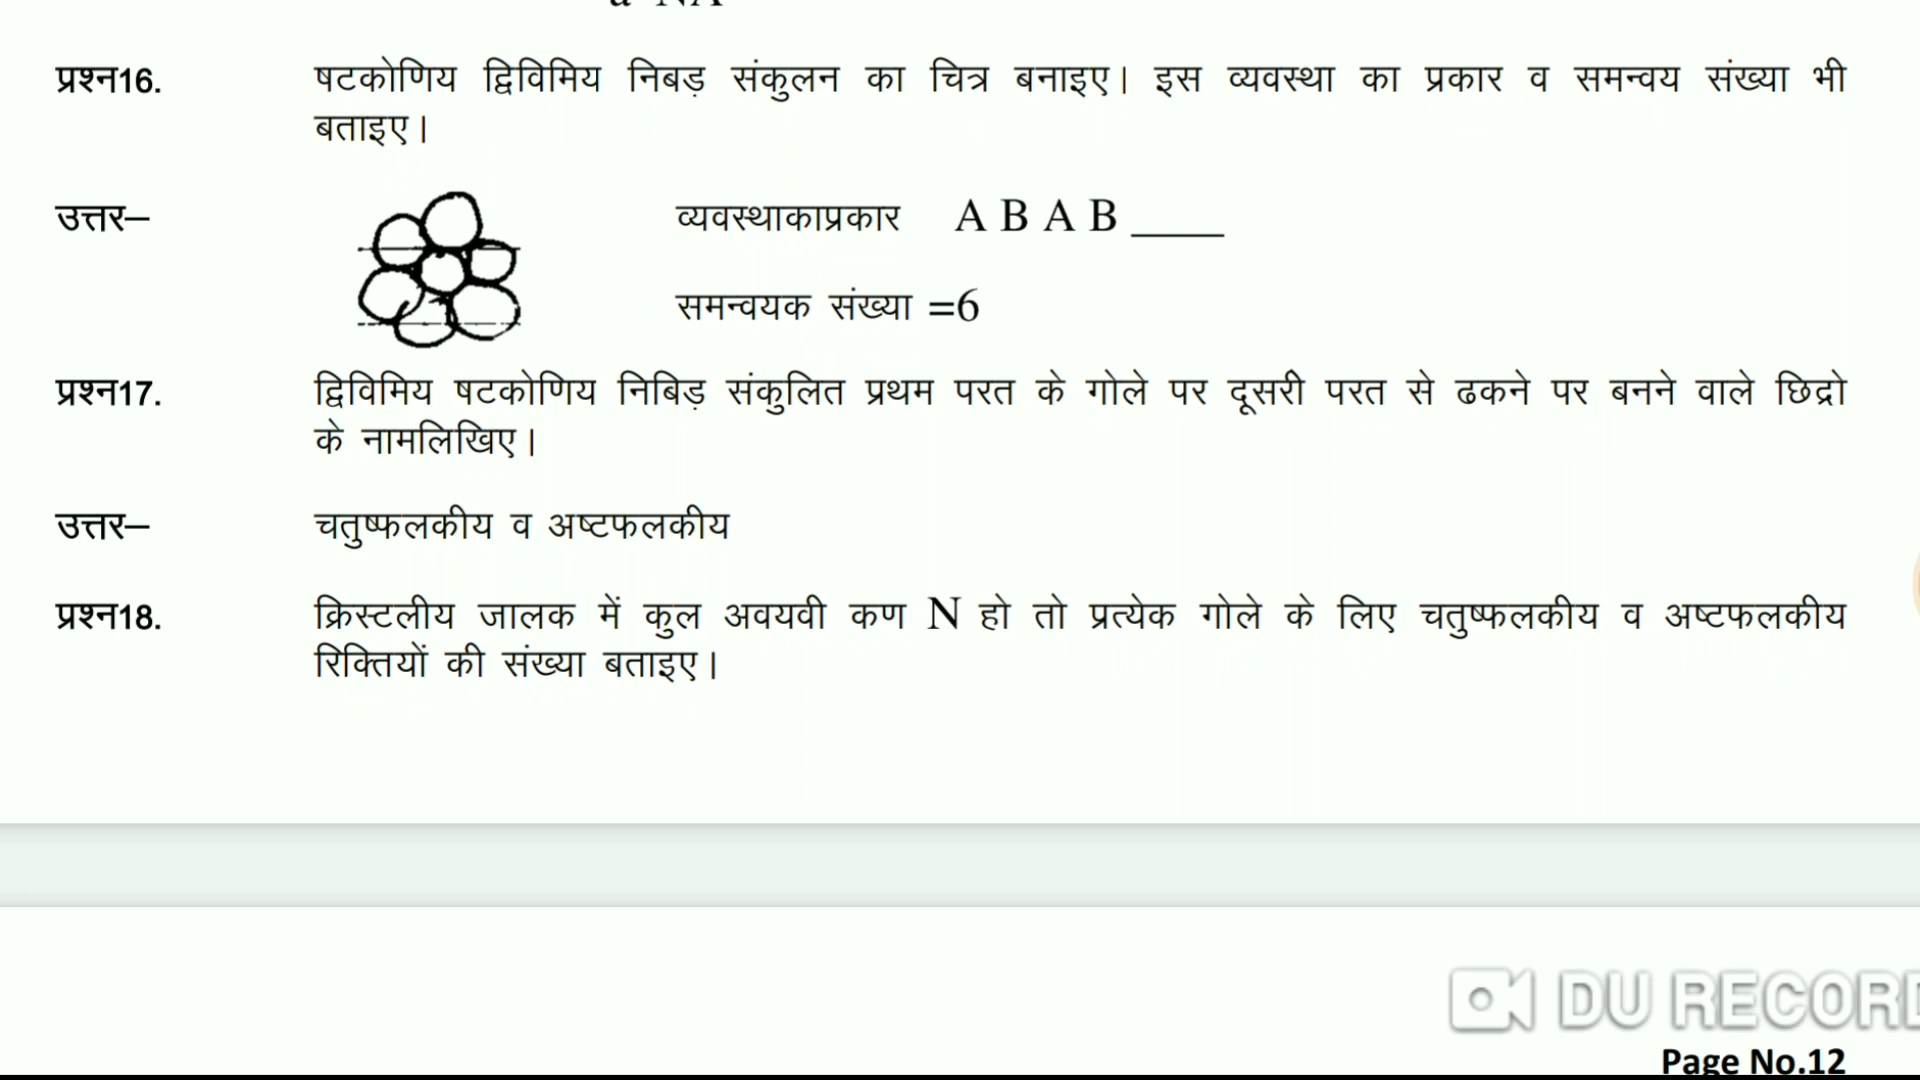 प्रश्न16. षटकोणिय द्विविमिय निबड़ संकुलन का चित्र बनाइए। इस व्यवस्था का प्रकार व समन्वय संख्या भी
बताइए।
उत्तर– व्यवस्थाकाप्रकार A B A B ____
समन्वयक संख्या =6
प्रश्न17. द्विविमिय षटकोणिय निबिड़ संकुलित प्रथम परत के गोले पर दूसरी परत से ढकने पर बनने वाले छिद्रो
के नामलिखिए।
उत्तर– चतुष्फलकीय व अष्टफलकीय
प्रश्न18. क्रिस्टलीय जालक में कुल अवयवी कण N हो तो प्रत्येक गोले के लिए चतुष्फलकीय व अष्टफलकीय
रिक्तियों की संख्या बताइए।
DU RECORD
Page No.12